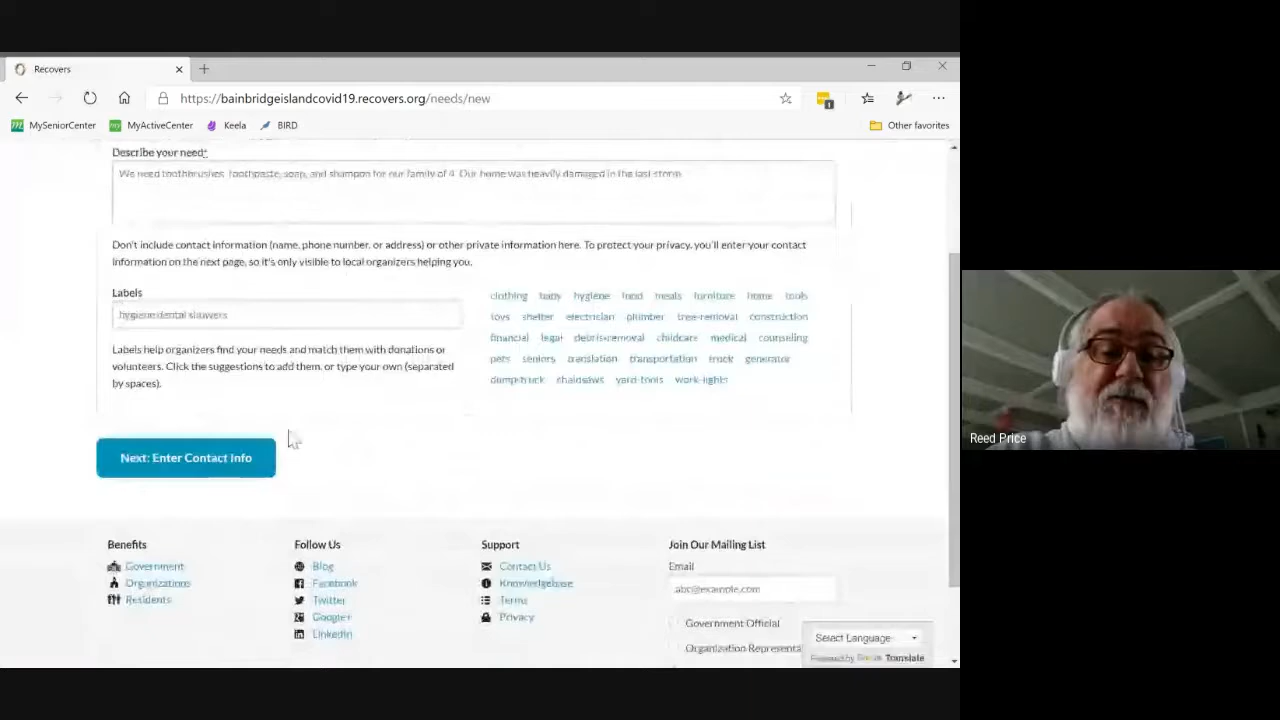 Recovers
https://bainbridgeislandcovid19.recovers.org/needs/new
1
MySeniorCenter MyActiveCenter Keela BIRD Other favorites
Describe your need*
We need toothbrushes, toothpaste, soap, and shampoo for our family of 4. Our home was heavily damaged in the last storm.
Don't include contact information (name, phone number, or address) or other private information here. To protect your privacy, you'll enter your contact
information on the next page, so it's only visible to local organizers helping you.
Labels
hygiene dental showers
Labels help organizers find your needs and match them with donations or
volunteers. Click the suggestions to add them, or type your own (separated
by spaces).
clothing baby hygiene food meals furniture home tools
toys shelter electrician plumber tree-removal construction
financial legal debris-removal childcare medical counseling
pets seniors translation transportation truck generator
dump-truck chainsaws yard-tools work-lights
Next: Enter Contact Info
Benefits
Government
Organizations
Residents
Follow Us
Blog
Facebook
Twitter
Google+
LinkedIn
Support
Contact Us
Knowledgebase
Terms
Privacy
Join Our Mailing List
Email
abc@example.com
Government Official
Organization Representa
Select Language
Powered by Google Translate
Reed Price